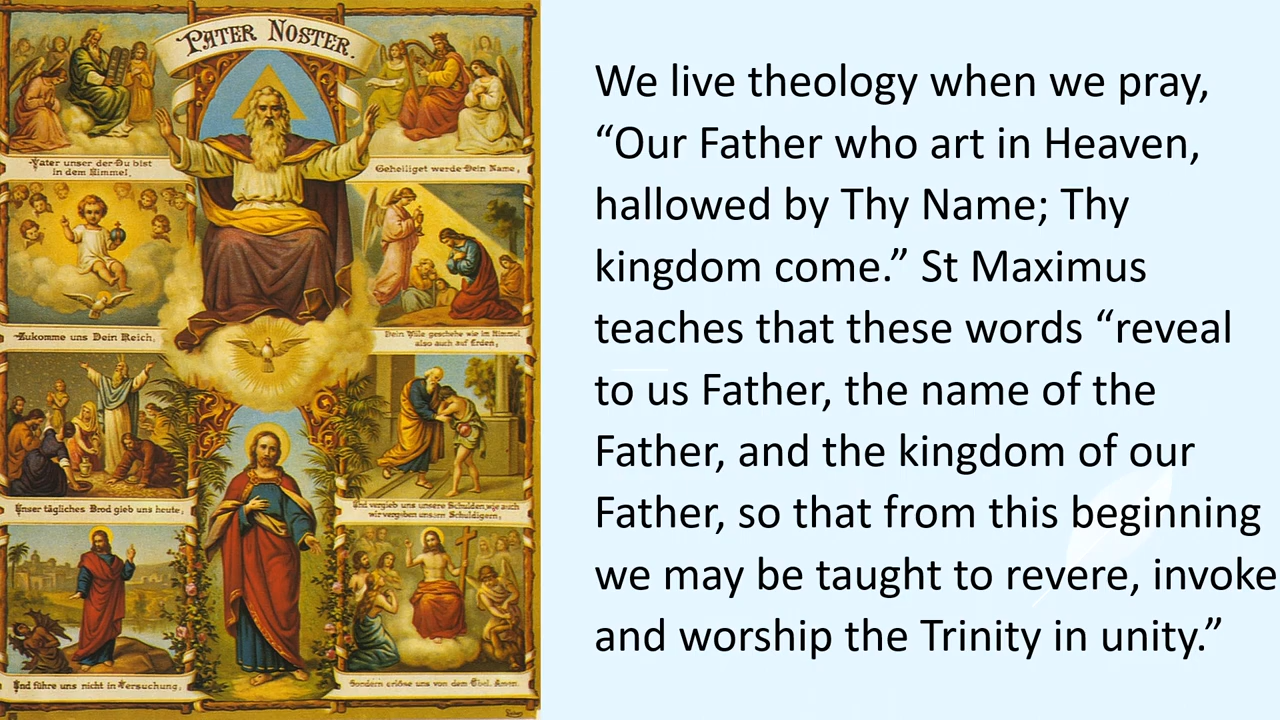 PATER NOSTER.
Vater unser der Du bist
in dem Himmel,
Geheiliget werde Dein Name,
Zukomme uns Dein Reich,
Dein Wille geschehe wie im Himmel
also auch auf Erden,
Unser tägliches Brod gieb uns heute,
Und vergieb uns unsere Schulden, wie auch
wir vergeben unsern Schuldigern,
Und führe uns nicht in Versuchung,
Sondern erlöse uns von dem Übel. Amen.
We live theology when we pray,
“Our Father who art in Heaven,
hallowed by Thy Name; Thy
kingdom come.” St Maximus
teaches that these words “reveal
to us Father, the name of the
Father, and the kingdom of our
Father, so that from this beginning
we may be taught to revere, invoke
and worship the Trinity in unity.”